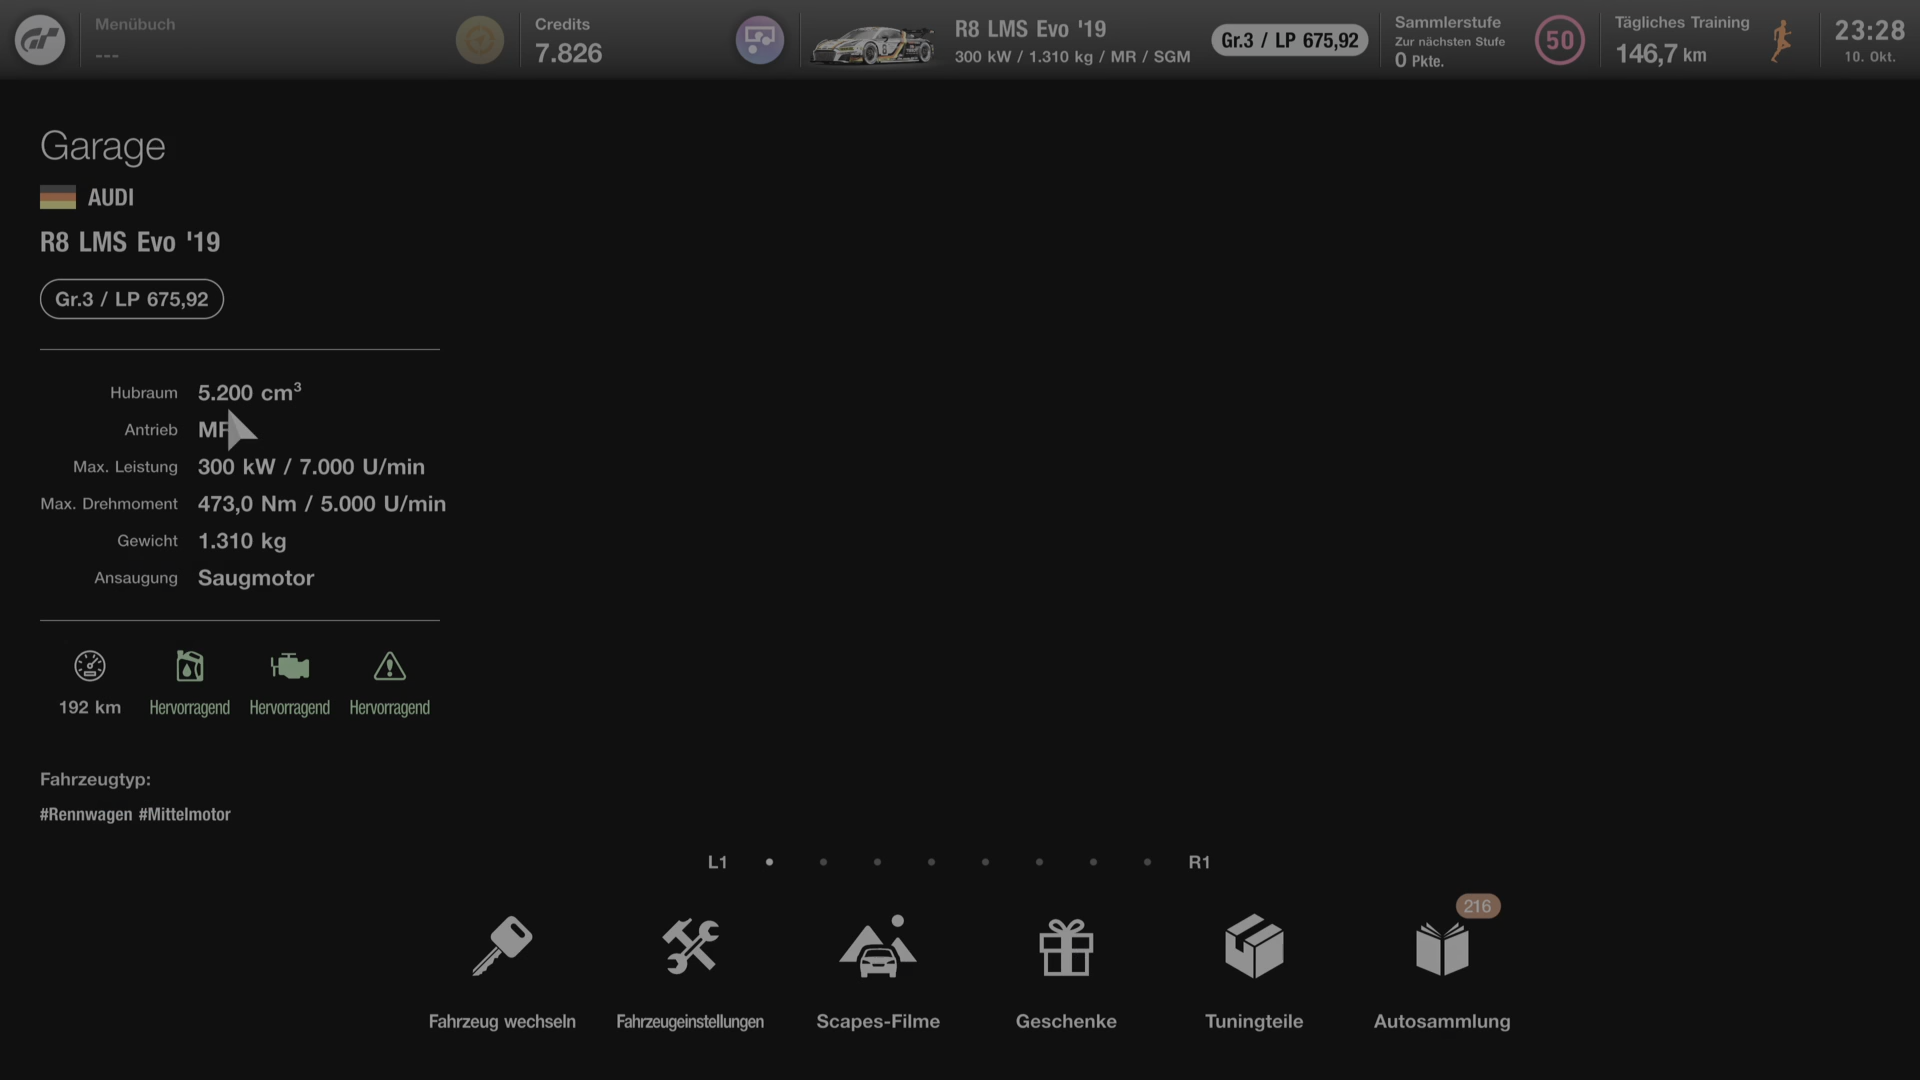 Menübuch
---
Credits
7.826
R8 LMS Evo '19
300 kW / 1.310 kg / MR / SGM
Gr.3 / LP 675,92
Sammlerstufe
Zur nächsten Stufe
0 Pkte.
50
Tägliches Training
146,7 km
23:28
10. Okt.
Garage
AUDI
R8 LMS Evo '19
Gr.3 / LP 675,92
Hubraum 5.200 cm³
Antrieb MR
Max. Leistung 300 kW / 7.000 U/min
Max. Drehmoment 473,0 Nm / 5.000 U/min
Gewicht 1.310 kg
Ansaugung Saugmotor
192 km Hervorragend Hervorragend Hervorragend
Fahrzeugtyp:
#Rennwagen #Mittelmotor
L1 R1
216
Fahrzeug wechseln Fahrzeugeinstellungen Scapes-Filme Geschenke Tuningteile Autosammlung